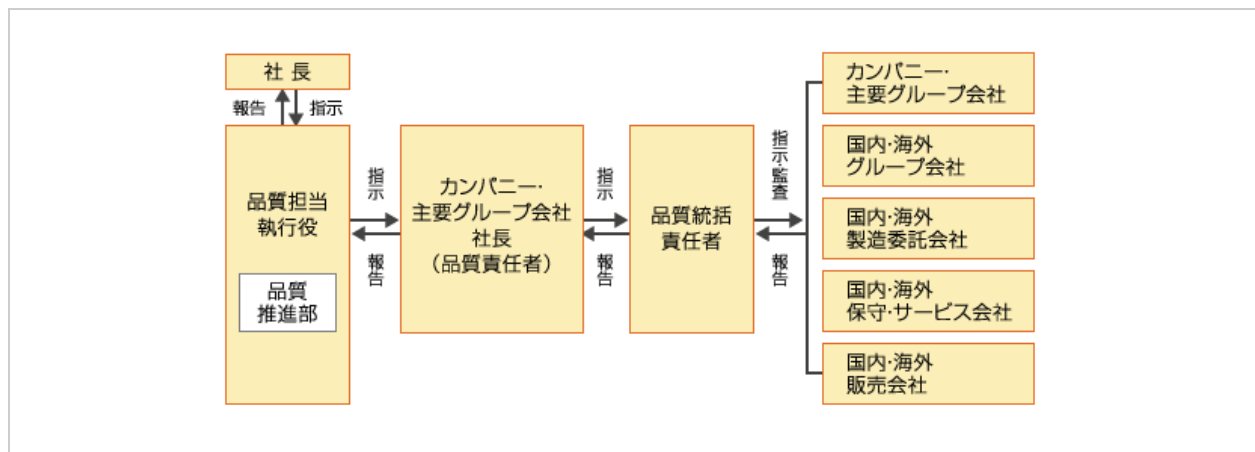 社 長
報告
指示
品質担当
執行役
品質
推進部
指示
報告
カンパニー・
主要グループ会社
社長
（品質責任者）
指示
報告
品質統括
責任者
指示・監査
報告
カンパニー・
主要グループ会社
国内・海外
グループ会社
国内・海外
製造委託会社
国内・海外
保守・サービス会社
国内・海外
販売会社